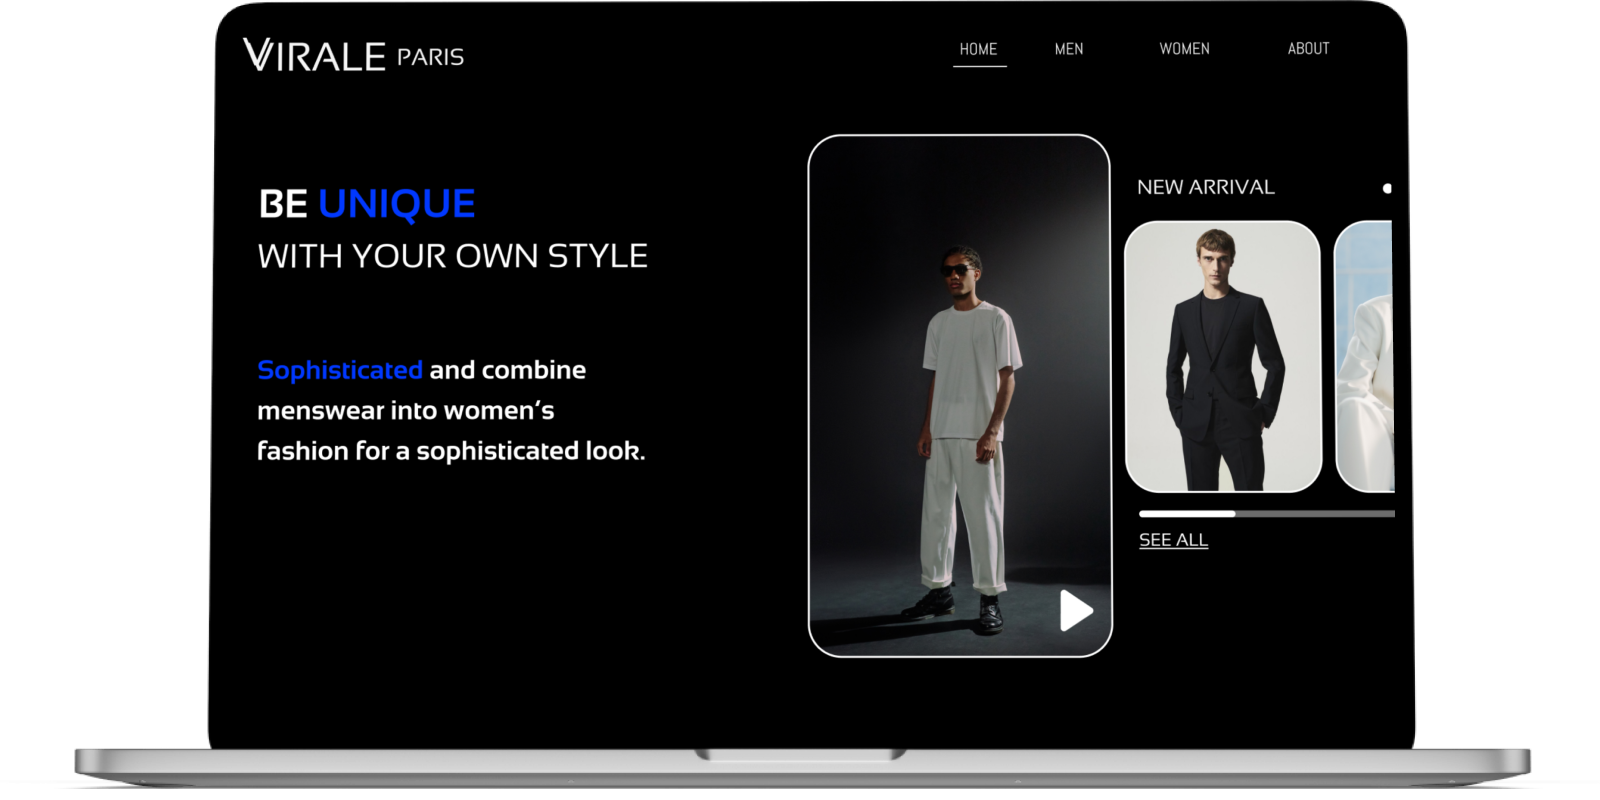 VIRALE PARIS
HOME MEN WOMEN ABOUT
BE UNIQUE
WITH YOUR OWN STYLE
Sophisticated and combine
menswear into women’s
fashion for a sophisticated look.
NEW ARRIVAL
SEE ALL